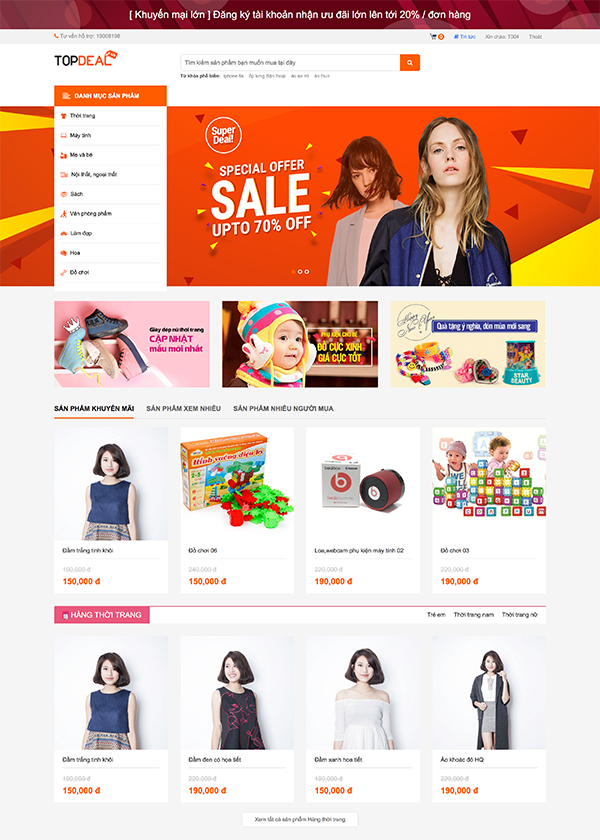 [ Khuyến mại lớn ] Đăng ký tài khoản nhận ưu đãi lớn lên tới 20% / đơn hàng
Tư vấn hỗ trợ: 19008198
0
Tin tức
Xin chào: T304
Thoát
TOPDEAL
Tìm kiếm sản phẩm bạn muốn mua tại đây
Từ khóa phổ biến: iphone 6s ốp lưng điện thoại áo sơ mi áo thun
DANH MỤC SẢN PHẨM
Thời trang
Máy tính
Mẹ và bé
Nội thất, ngoại thất
Sách
Văn phòng phẩm
Làm đẹp
Hoa
Đồ chơi
Super
Deal!
SPECIAL OFFER
SALE
UPTO 70% OFF
Giày dép nữ thời trang
CẬP NHẬT
mẫu mới nhất
PHỤ KIỆN CHO BÉ
ĐỒ CỰC XINH
GIÁ CỰC TỐT
Happy
New Year
Quà tặng ý nghĩa, đón mùa mới sang
STAR
BEAUTY
SẢN PHẨM KHUYẾN MÃI
SẢN PHẨM XEM NHIỀU
SẢN PHẨM NHIỀU NGƯỜI MUA
Hình vuông diệu kỳ
beatbox
Đầm trắng tinh khôi
190,000 đ
150,000 đ
Đồ chơi 06
240,000 đ
150,000 đ
Loa,webcam phụ kiện máy tính 02
220,000 đ
190,000 đ
Đồ chơi 03
220,000 đ
190,000 đ
HÀNG THỜI TRANG
Trẻ em
Thời trang nam
Thời trang nữ
Đầm trắng tinh khôi
190,000 đ
150,000 đ
Đầm đen có họa tiết
220,000 đ
190,000 đ
Đầm xanh họa tiết
190,000 đ
150,000 đ
Áo khoác đỏ HQ
220,000 đ
190,000 đ
Xem tất cả sản phẩm Hàng thời trang